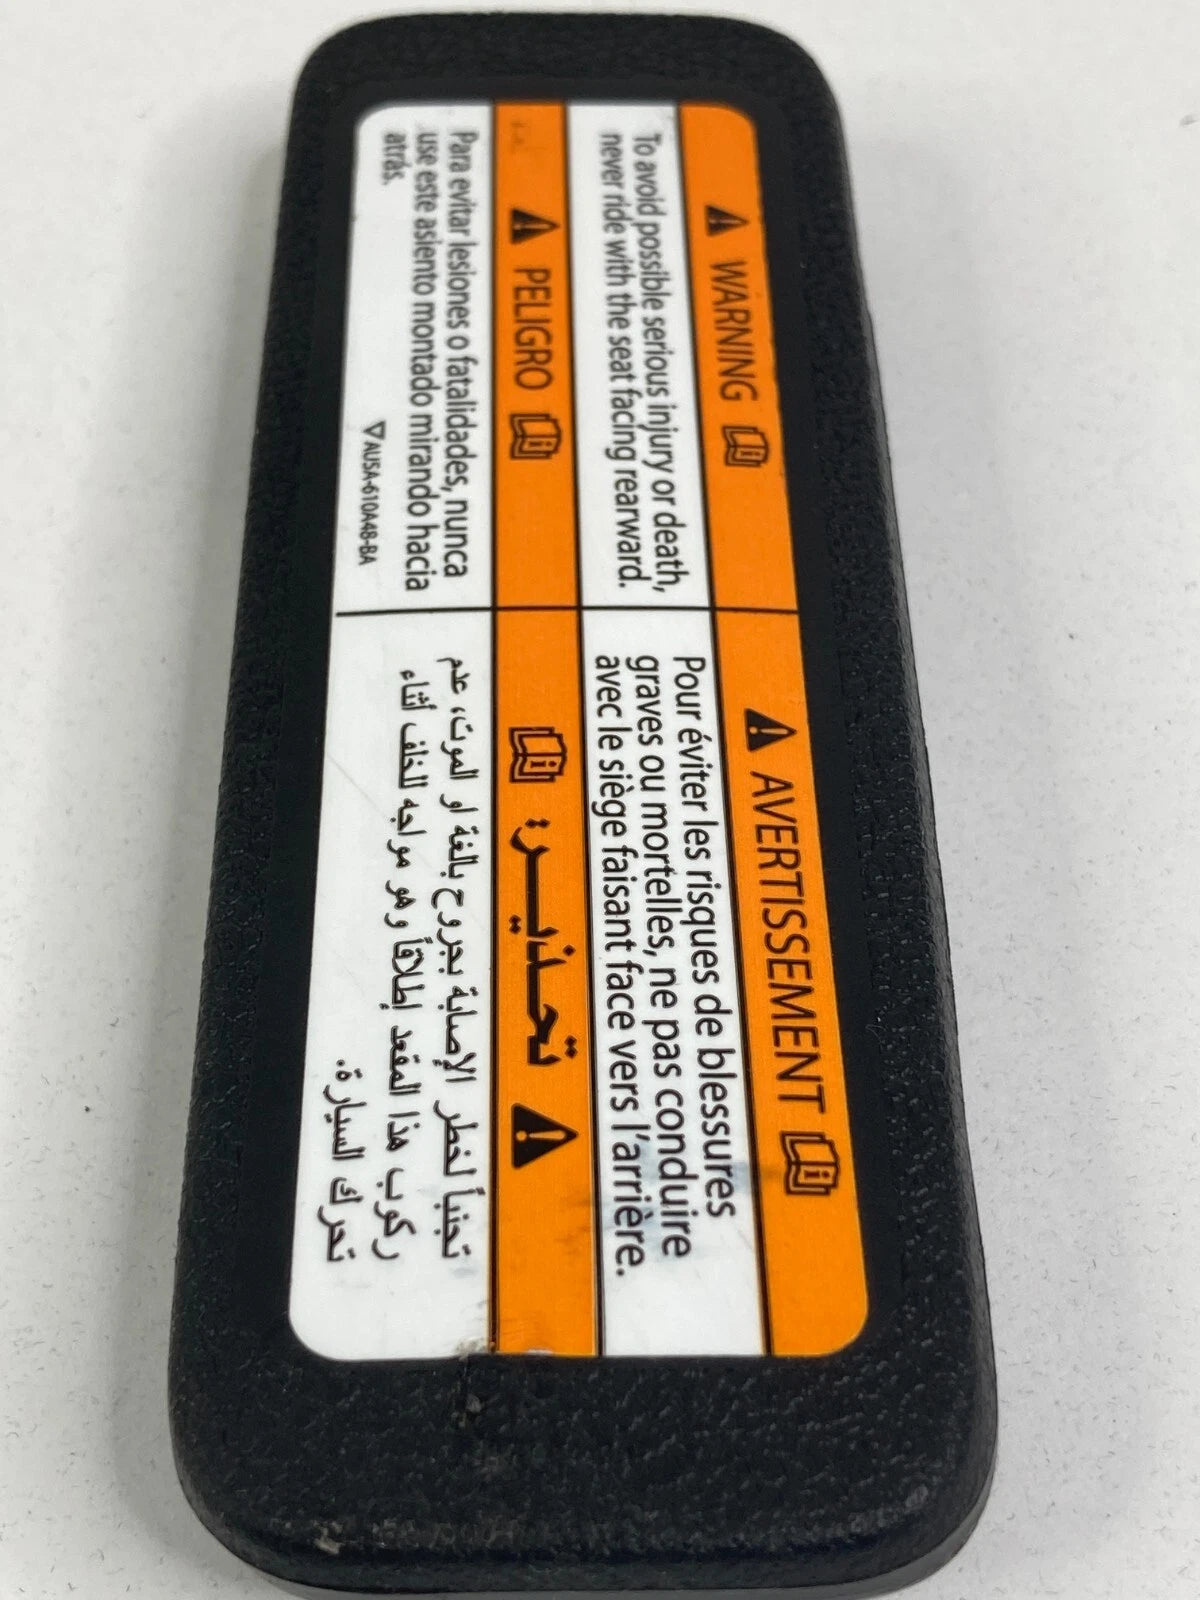 WARNING
To avoid possible serious injury or death,
never ride with the seat facing rearward.
AVERTISSEMENT
Pour éviter les risques de blessures
graves ou mortelles, ne pas conduire
avec le siège faisant face vers l'arrière.
PELIGRO
Para evitar lesiones o fatalidades, nunca
use este asiento montado mirando hacia
atrás.
AUSA-610A48-BA
تحذيـــر:
تجنباً لخطر الإصابة بجروح بالغة او الموت، عدم
ركوب هذا المقعد إطلاقاً وهو مواجه للخلف أثناء
تحرك السيارة.